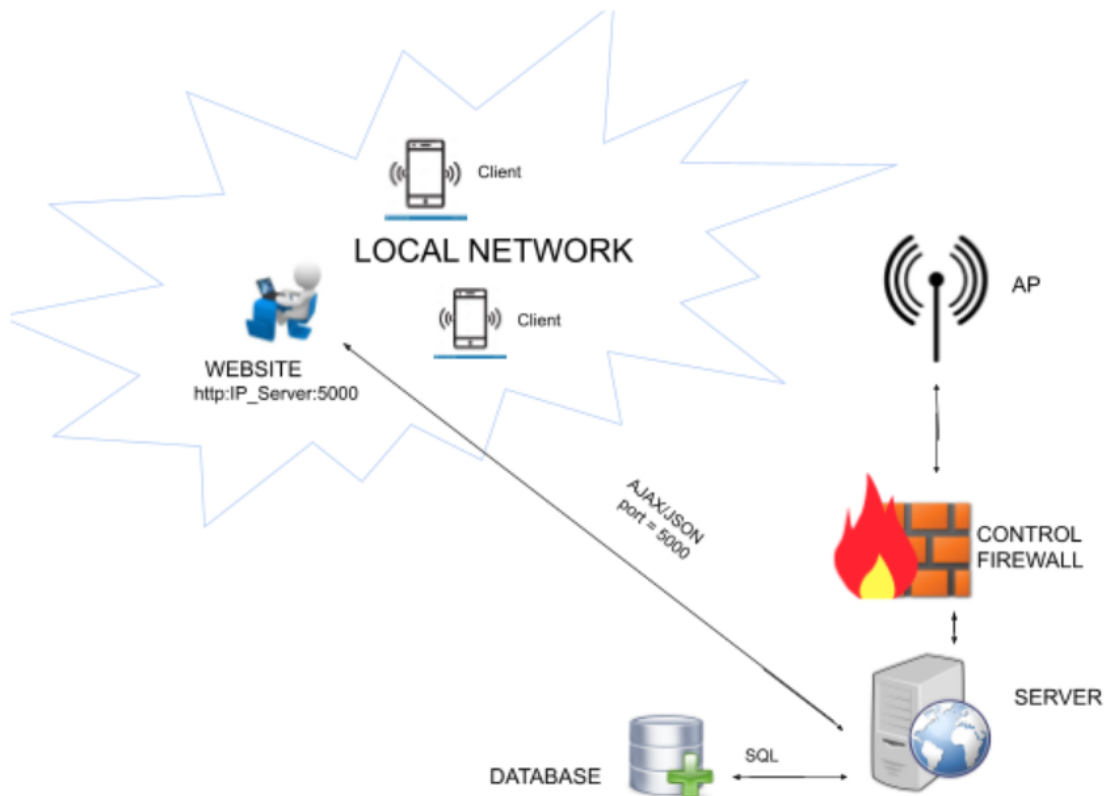 Client
LOCAL NETWORK
AP
Client
WEBSITE
http:IP_Server:5000
AJAX/JSON
port = 5000
CONTROL
FIREWALL
SERVER
SQL
DATABASE